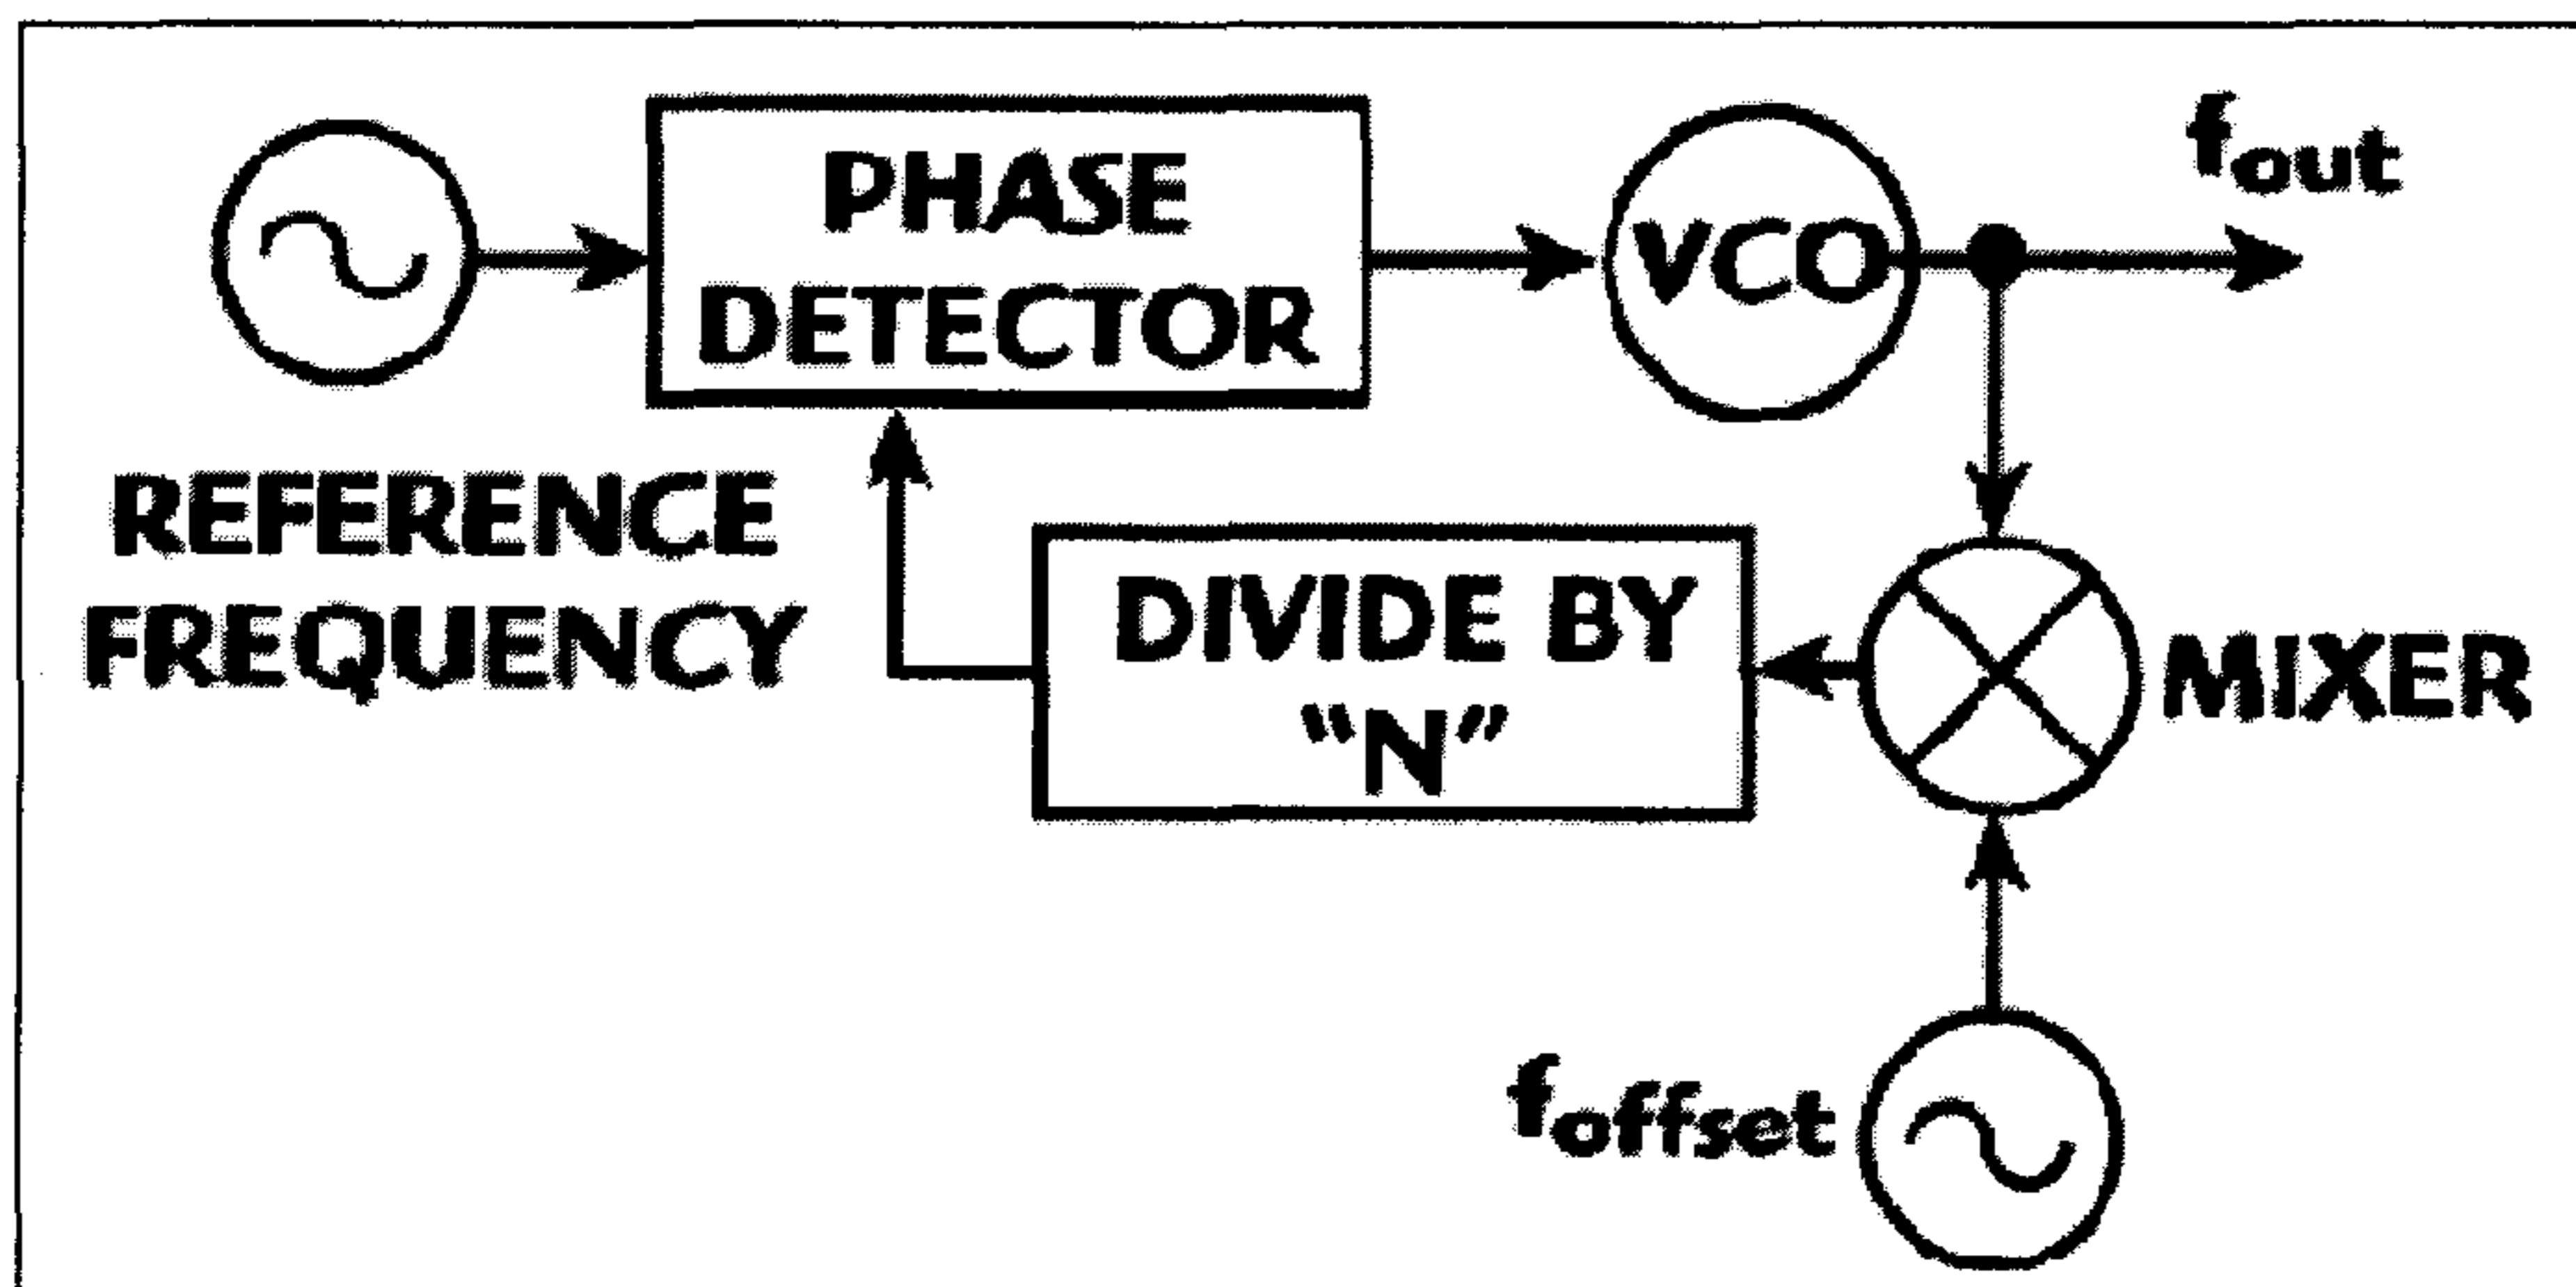 PHASE
DETECTOR
VCO
fout
REFERENCE
FREQUENCY
DIVIDE BY
“N”
MIXER
foffset